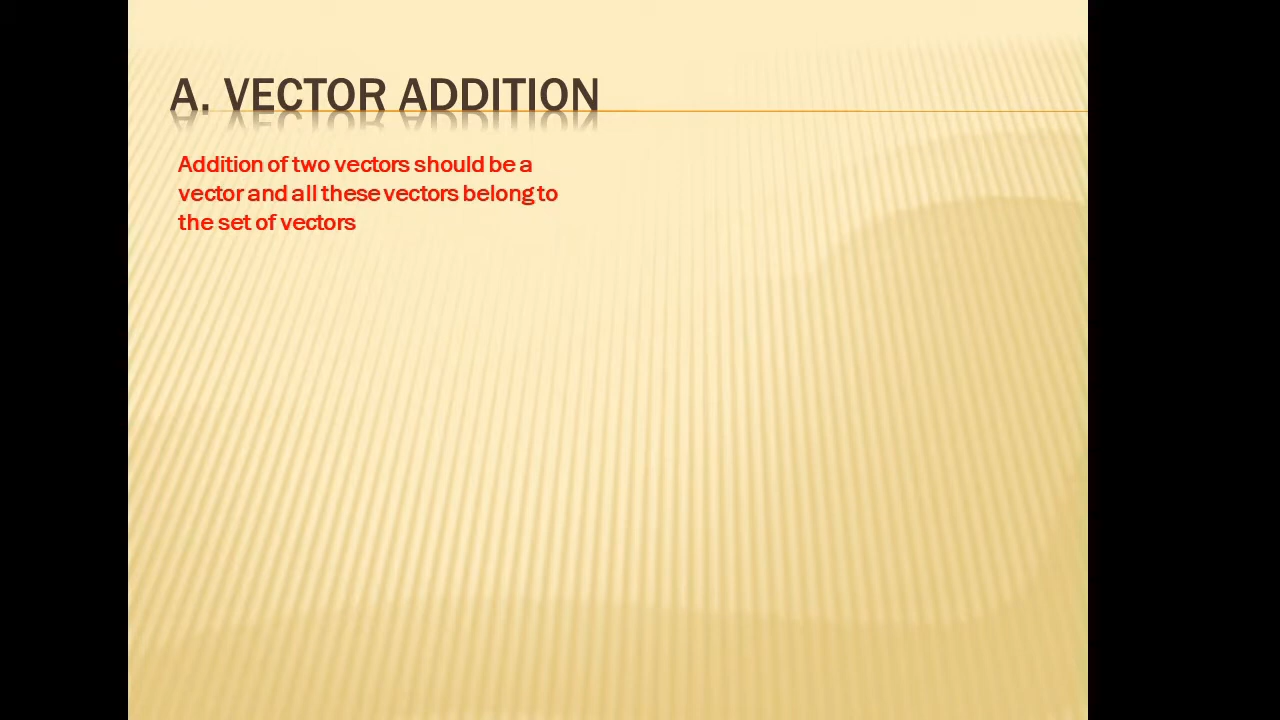 A. VECTOR ADDITION
Addition of two vectors should be a
vector and all these vectors belong to
the set of vectors